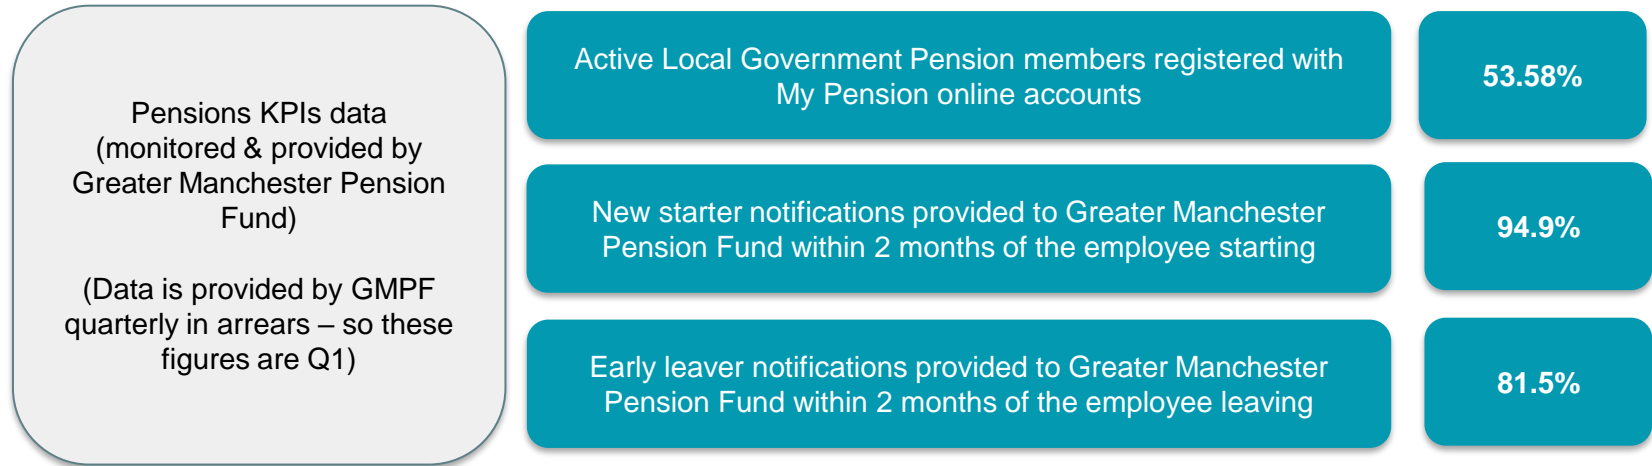 Pensions KPIs data
(monitored & provided by
Greater Manchester Pension
Fund)
(Data is provided by GMPF
quarterly in arrears – so these
figures are Q1)
Active Local Government Pension members registered with
My Pension online accounts
53.58%
New starter notifications provided to Greater Manchester
Pension Fund within 2 months of the employee starting
94.9%
Early leaver notifications provided to Greater Manchester
Pension Fund within 2 months of the employee leaving
81.5%